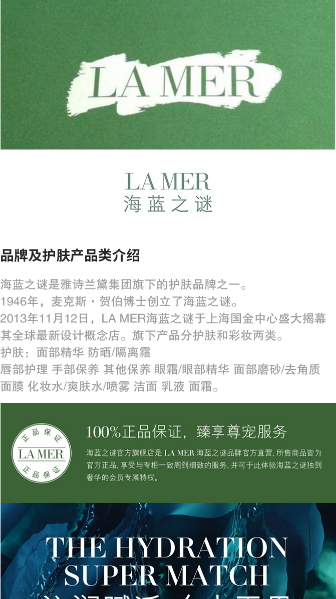 LA MER
LA MER
海蓝之谜
品牌及护肤产品类介绍
海蓝之谜是雅诗兰黛集团旗下的护肤品牌之一。
1946年，麦克斯·贺伯博士创立了海蓝之谜。
2013年11月12日，LA MER海蓝之谜于上海国金中心盛大揭幕
其全球最新设计概念店。旗下产品分护肤和彩妆两类。
护肤：面部精华 防晒/隔离霜
唇部护理 手部保养 其他保养 眼霜/眼部精华 面部磨砂/去角质
面膜 化妆水/爽肤水/喷雾 洁面 乳液 面霜。
正品保证
LA MER
正品保证
100%正品保证，臻享尊宠服务
海蓝之谜官方旗舰店是 LA MER 海蓝之谜品牌官方直营, 所售商品皆为
官方正品, 享受与专柜一致周到细致的服务, 并可于此体验海蓝之谜独到
奢华的会员专属特权。
THE HYDRATION
SUPER MATCH